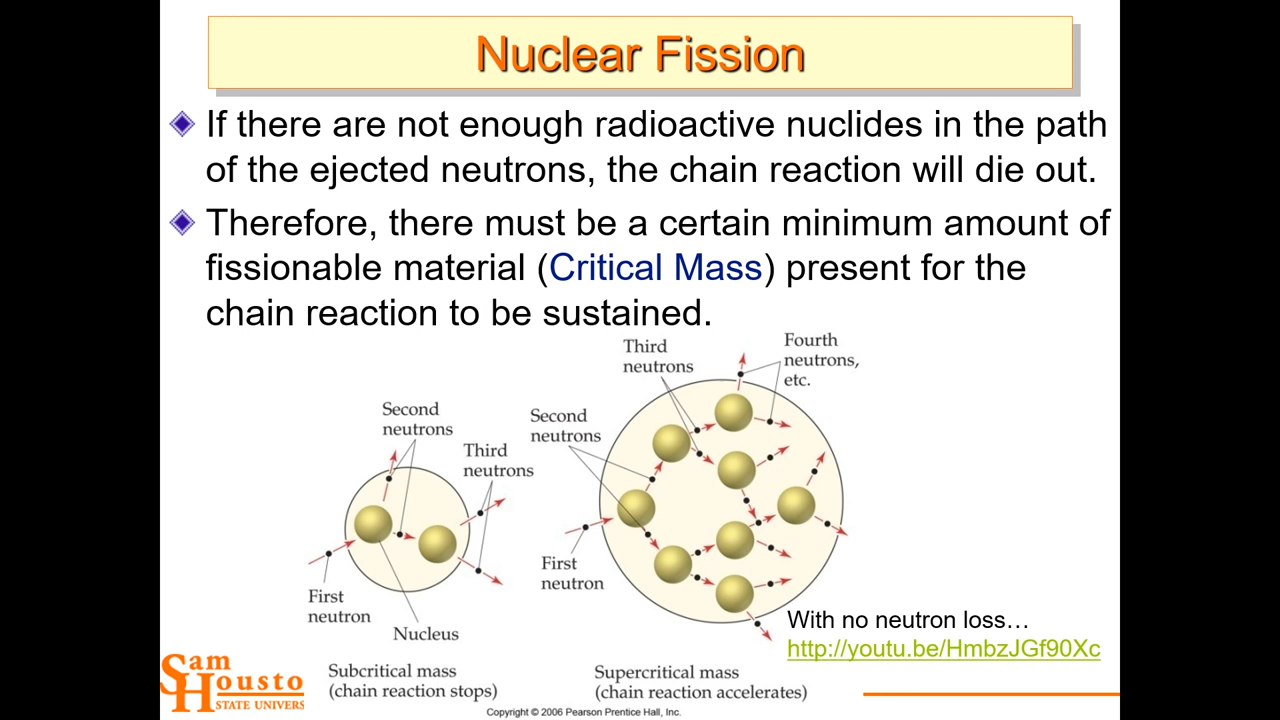 Nuclear Fission
If there are not enough radioactive nuclides in the path
of the ejected neutrons, the chain reaction will die out.
Therefore, there must be a certain minimum amount of
fissionable material (Critical Mass) present for the
chain reaction to be sustained.
Second
neutrons
Third
neutrons
First
neutron
Nucleus
Subcritical mass
(chain reaction stops)
Third
neutrons
Fourth
neutrons,
etc.
Second
neutrons
First
neutron
Supercritical mass
(chain reaction accelerates)
With no neutron loss…
http://youtu.be/HmbzJGf90Xc
Sam
Housto
STATE UNIVERS
Copyright © 2006 Pearson Prentice Hall, Inc.